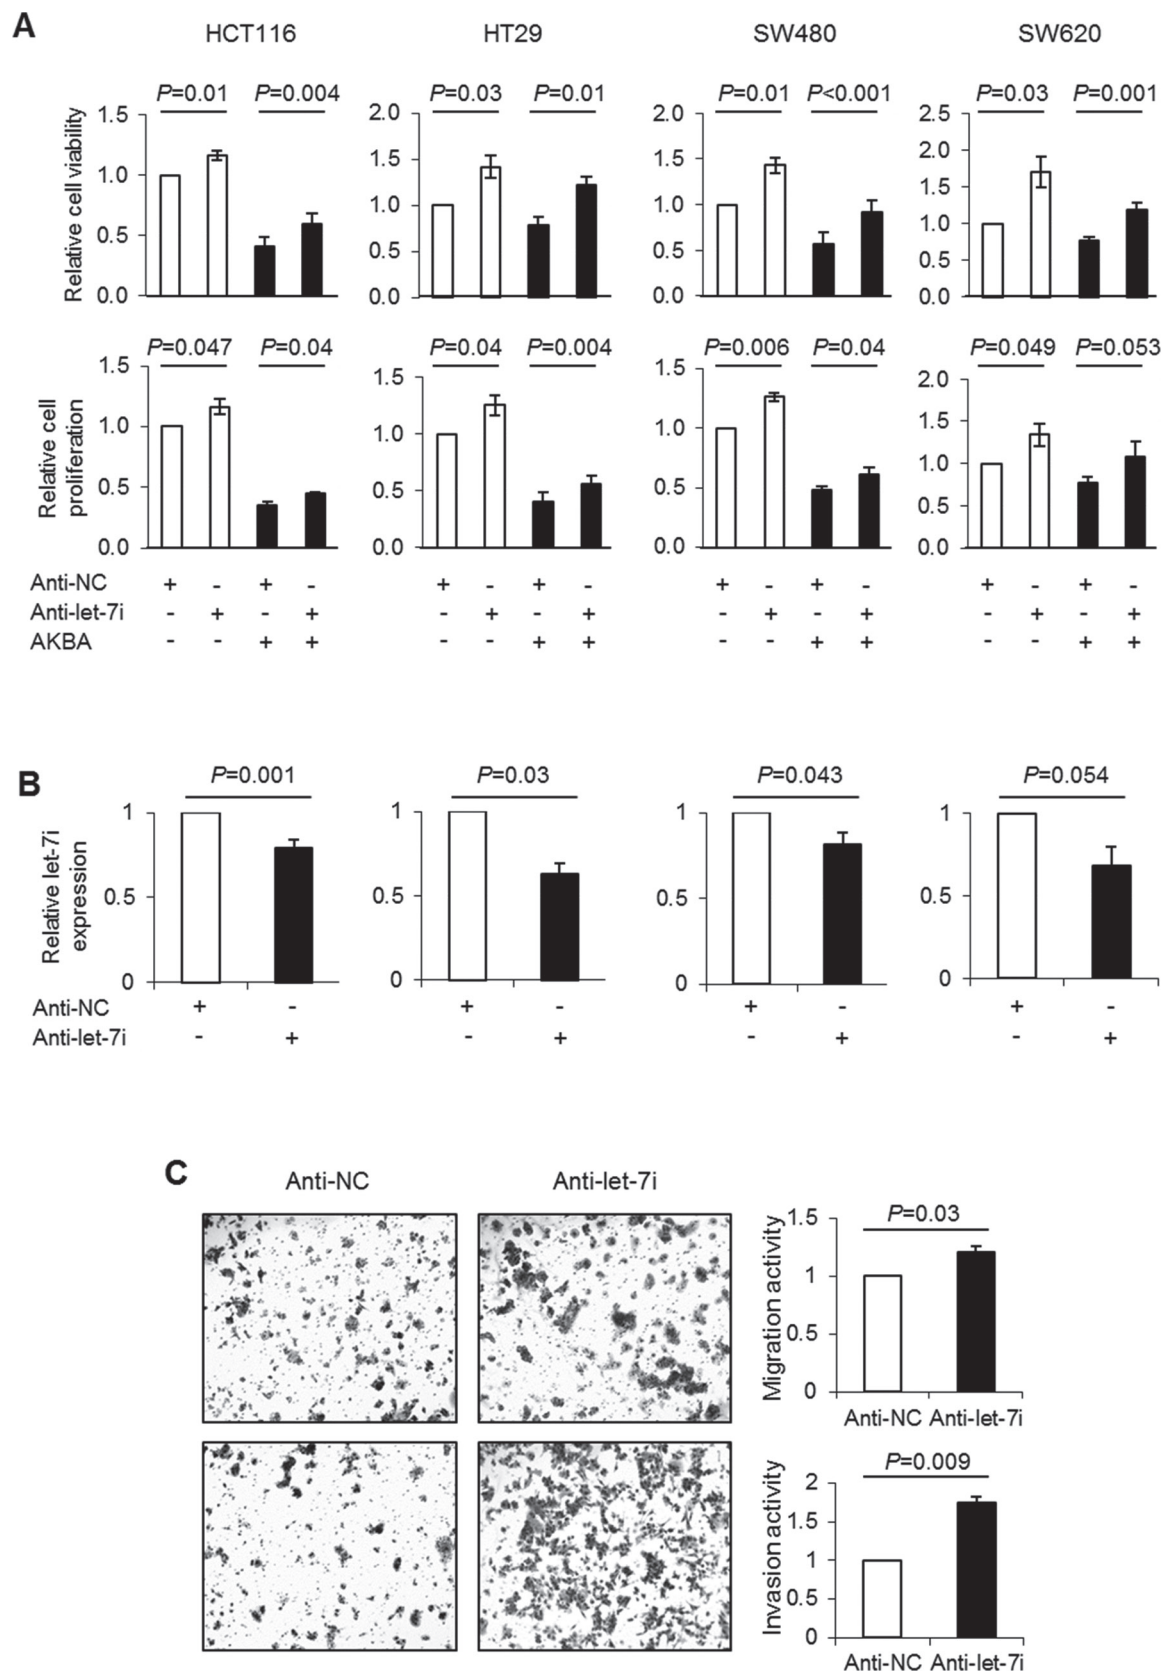 A
HCT116 HT29 SW480 SW620
P=0.01 P=0.004 P=0.03 P=0.01 P=0.01 P<0.001 P=0.03 P=0.001
Relative cell viability
1.5
1.0
0.5
0.0
2.0
1.5
1.0
0.5
0.0
2.0
1.5
1.0
0.5
0.0
2.5
2.0
1.5
1.0
0.5
0.0
P=0.047 P=0.04 P=0.04 P=0.004 P=0.006 P=0.04 P=0.049 P=0.053
Relative cell
proliferation
1.5
1.0
0.5
0.0
1.5
1.0
0.5
0.0
1.5
1.0
0.5
0.0
2.0
1.5
1.0
0.5
0.0
Anti-NC + - + - + - + - + - + - + - + -
Anti-let-7i - + - + - + - + - + - + - + - +
AKBA - - + + - - + + - - + + - - + +
B
P=0.001 P=0.03 P=0.043 P=0.054
Relative let-7i
expression
1
0.5
0
1
0.5
0
1
0.5
0
1
0.5
0
Anti-NC + - + - + - + -
Anti-let-7i - + - + - + - +
C
Anti-NC Anti-let-7i
Migration activity
1.5
1
0.5
0
P=0.03
Anti-NC Anti-let-7i
Invasion activity
2
1.5
1
0.5
0
P=0.009
Anti-NC Anti-let-7i